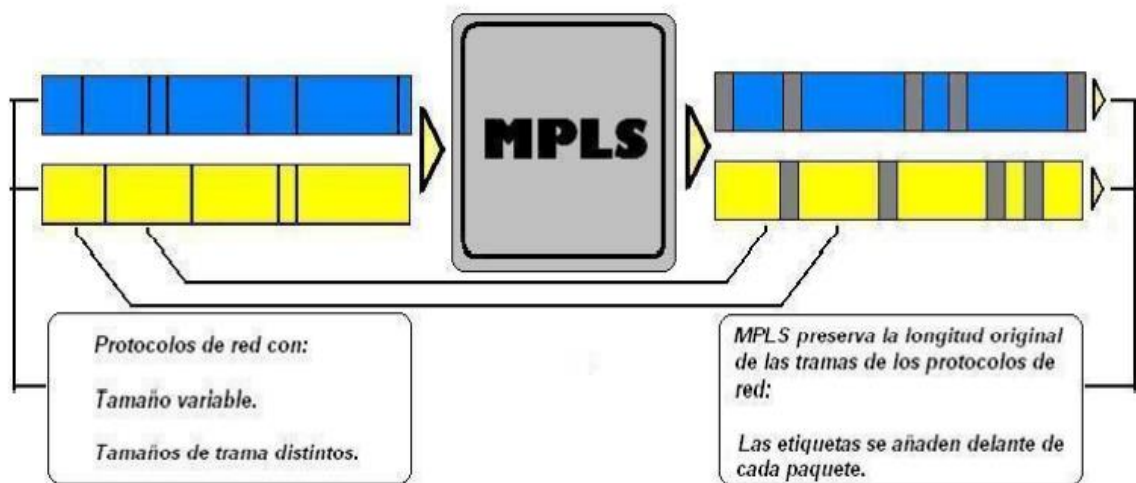 MPLS
Protocolos de red con:
Tamaño variable.
Tamaños de trama distintos.
MPLS preserva la longitud original
de las tramas de los protocolos de
red:
Las etiquetas se añaden delante de
cada paquete.